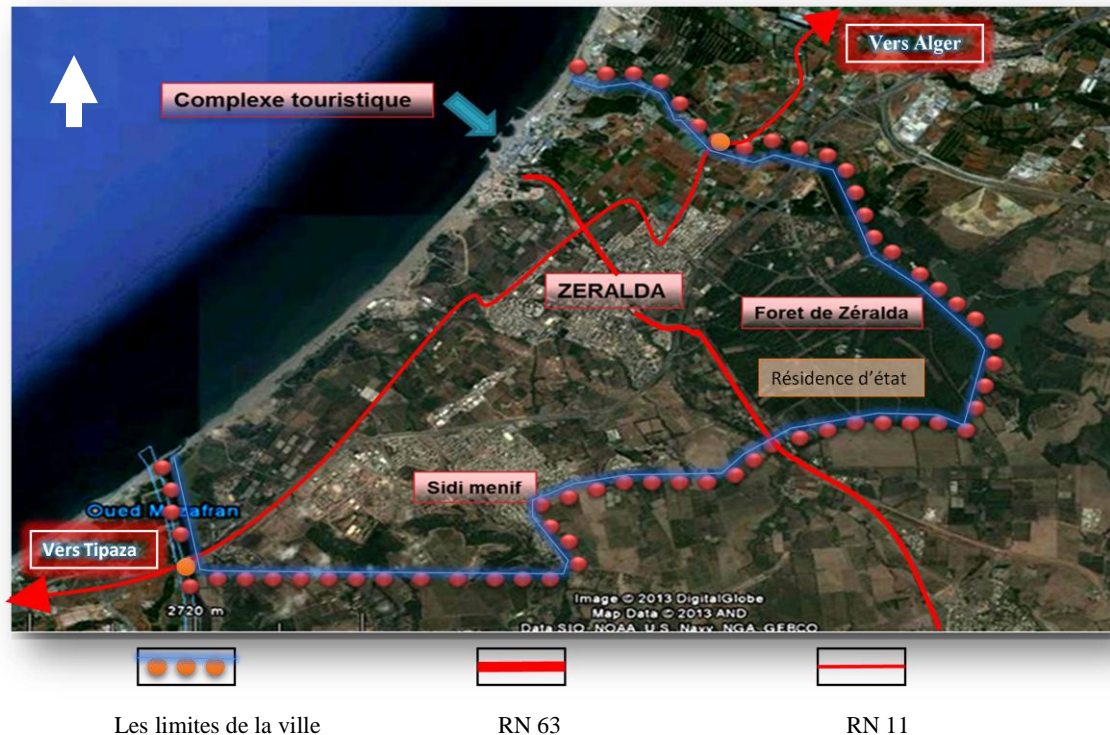 Vers Alger
Complexe touristique
ZERALDA
Foret de Zéralda
Résidence d'état
Sidi menif
Oued Mazafran
Vers Tipaza
2720 m
Image © 2013 DigitalGlobe
Map Data © 2013 AND
Data SIO, NOAA, U.S. Navy, NGA, GEBCO
Les limites de la ville
RN 63
RN 11